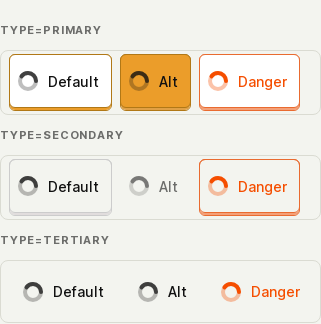 TYPE=PRIMARY
Default Alt Danger
TYPE=SECONDARY
Default Alt Danger
TYPE=TERTIARY
Default Alt Danger